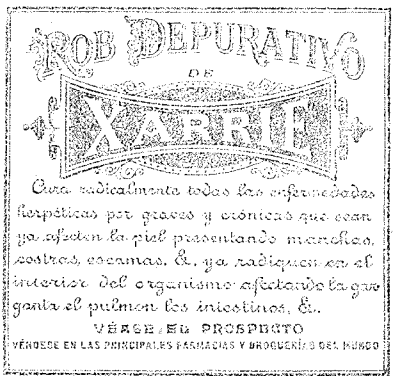 ROB DEPURATIVO
DE
XARRIE
Cura radicalmente todas las enfermedades
herpéticas por graves y crónicas que sean
ya afecten la piel presentando manchas,
costras, escamas, &. ya radiquen en el
interior del organismo afectando la gar
ganta el pulmon los intestinos, &..
VÉASE, EL PROSPECTO
VÉNDESE EN LAS PRINCIPALES FARMACIAS Y DROGUERÍAS DEL MUNDO